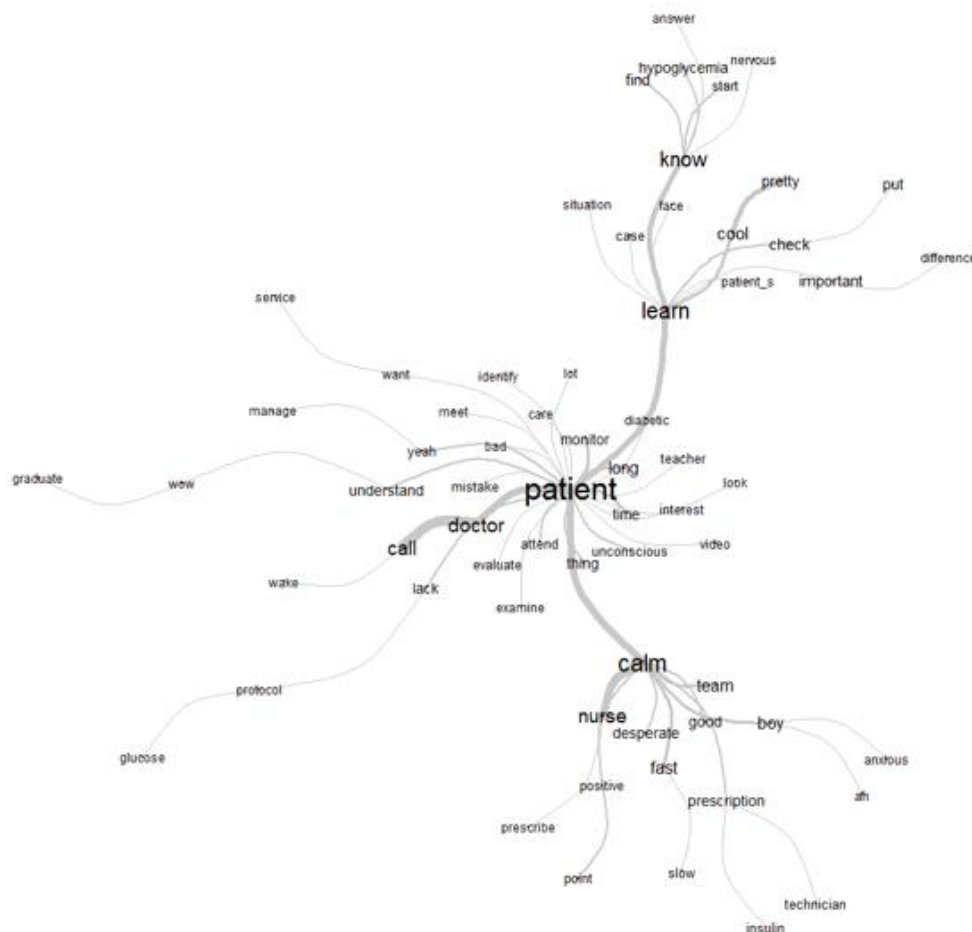 answer
nervous
hypoglycemia
find
start
know
pretty
put
situation
face
case
cool
check
difference
patient_s
important
learn
service
want
identify
lot
manage
meet
care
diabetic
yeah
bad
monitor
long
teacher
graduate
wow
understand
mistake
patient
look
time
interest
doctor
call
attend
unconscious
video
evaluate
thing
wake
lack
examine
calm
protocol
team
nurse
good
boy
desperate
glucose
anxious
fast
positive
prescription
afi
prescribe
point
slow
technician
insulin